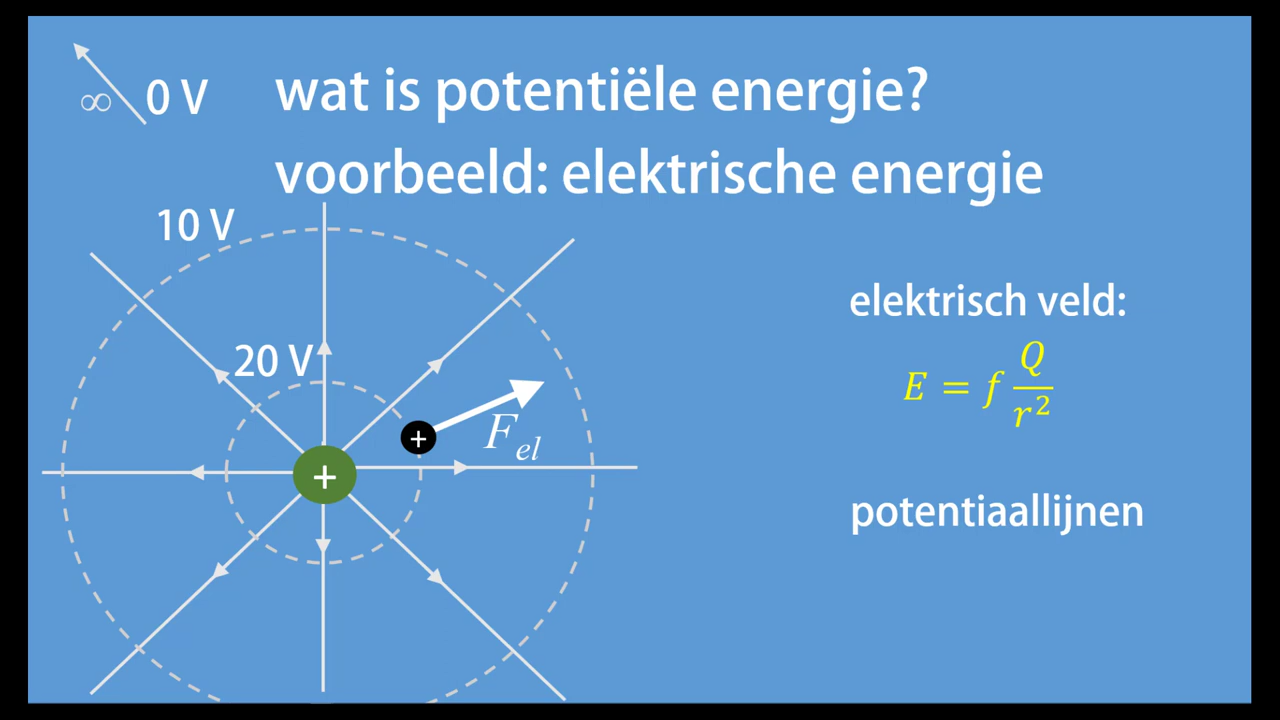 ∞ 0 V
wat is potentiële energie?
voorbeeld: elektrische energie
10 V
20 V
+
F_el
+
elektrisch veld:
E = f Q/r²
potentiaallijnen